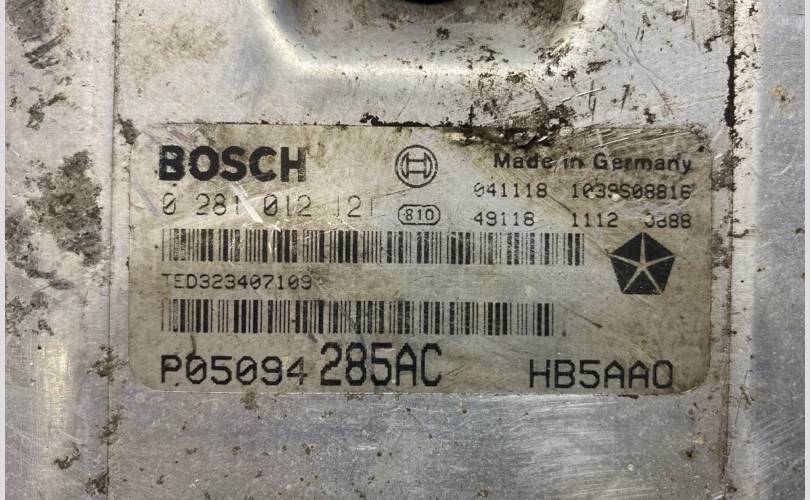 BOSCH
Made in Germany
041118 1039S08816
0 281 012 121
810
49118 1112 0388
TED323407109
P05094 285AC
HB5AA0